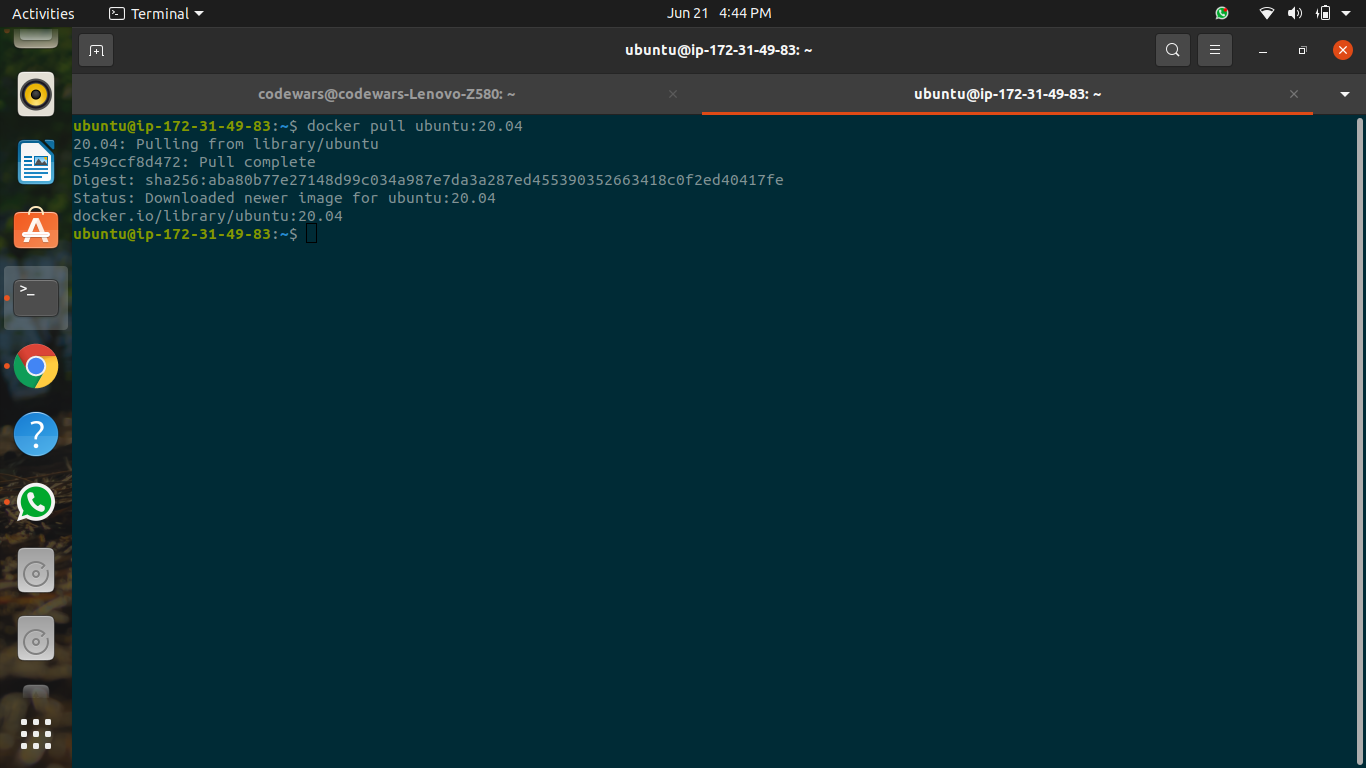 Activities
Terminal
Jun 21 4:44 PM
ubuntu@ip-172-31-49-83: ~
codewars@codewars-Lenovo-Z580: ~
ubuntu@ip-172-31-49-83: ~
ubuntu@ip-172-31-49-83:~$ docker pull ubuntu:20.04
20.04: Pulling from library/ubuntu
c549ccf8d472: Pull complete
Digest: sha256:aba80b77e27148d99c034a987e7da3a287ed455390352663418c0f2ed40417fe
Status: Downloaded newer image for ubuntu:20.04
docker.io/library/ubuntu:20.04
ubuntu@ip-172-31-49-83:~$